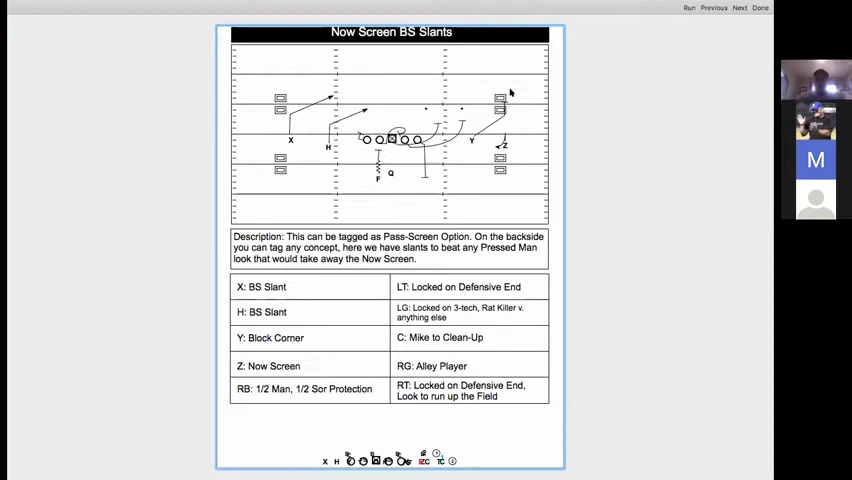 Run Previous Next Done
Now Screen BS Slants
X
H
Y
Z
F
Q
M
Description: This can be tagged as Pass-Screen Option. On the backside
you can tag any concept, here we have slants to beat any Pressed Man
look that would take away the Now Screen.
X: BS Slant
LT: Locked on Defensive End
H: BS Slant
LG: Locked on 3-tech, Rat Killer v.
anything else
Y: Block Corner
C: Mike to Clean-Up
Z: Now Screen
RG: Alley Player
RB: 1/2 Man, 1/2 Sor Protection
RT: Locked on Defensive End,
Look to run up the Field
X H